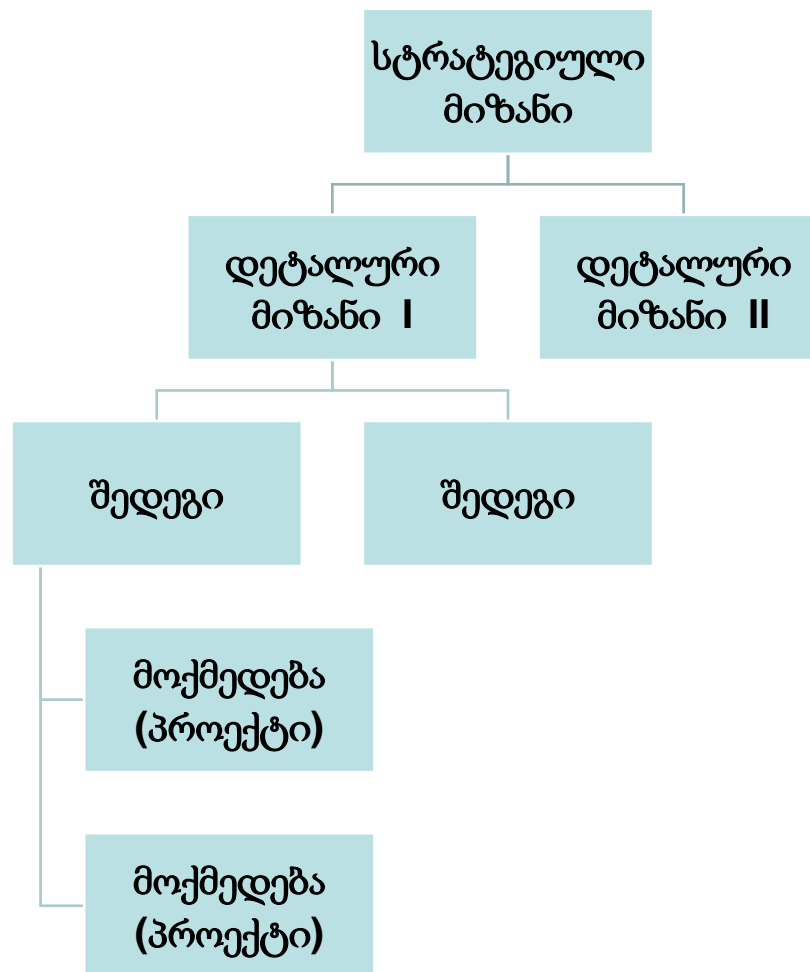 სტრატეგიული
მიზანი
დეტალური
მიზანი I
დეტალური
მიზანი II
შედეგი
შედეგი
მოქმედება
(პროექტი)
მოქმედება
(პროექტი)